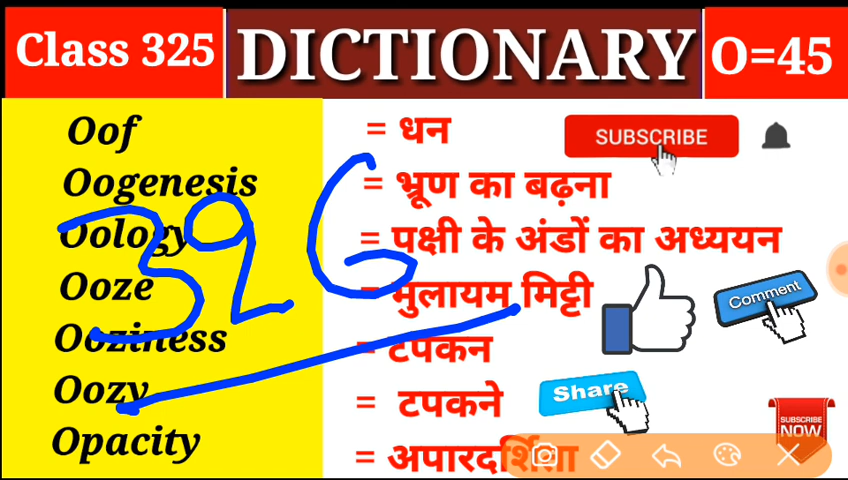 Class 325 DICTIONARY O=45
Oof = धन
SUBSCRIBE
Oogenesis = भ्रूण का बढ़ना
Oology = पक्षी के अंडों का अध्ययन
326
Ooze = मुलायम मिट्टी
Comment
Ooziness = टपकन
Oozy = टपकने
Share
SUBSCRIBE
NOW
Opacity = अपारदर्शिता